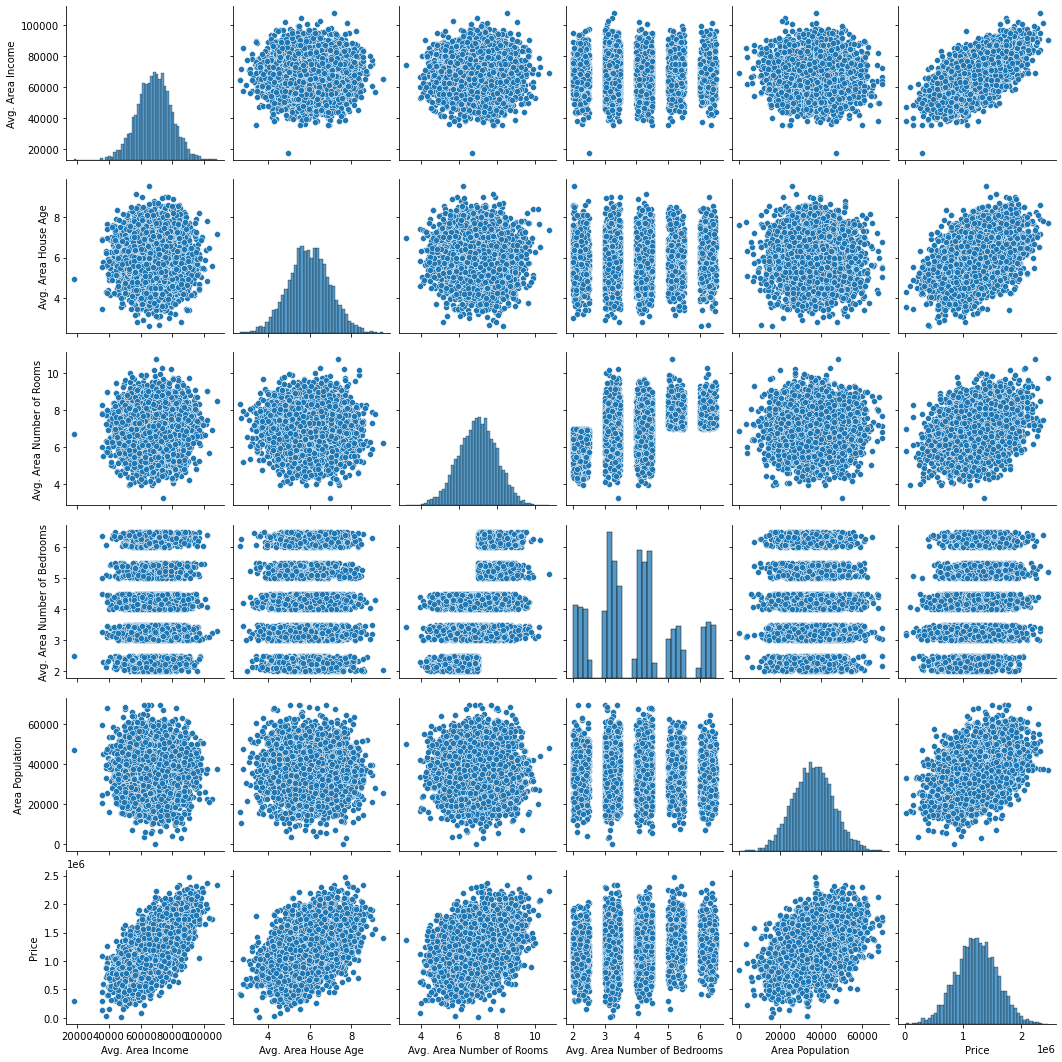 100000
80000
60000
40000
20000
Avg. Area Income
8
6
4
Avg. Area House Age
10
8
6
4
Avg. Area Number of Rooms
6
5
4
3
2
Avg. Area Number of Bedrooms
60000
40000
20000
0
Area Population
1e6
2.5
2.0
1.5
1.0
0.5
0.0
Price
20000 40000 60000 80000 100000
Avg. Area Income
4 6 8
Avg. Area House Age
4 6 8 10
Avg. Area Number of Rooms
2 3 4 5 6
Avg. Area Number of Bedrooms
0 20000 40000 60000
Area Population
0 1 2
Price
1e6